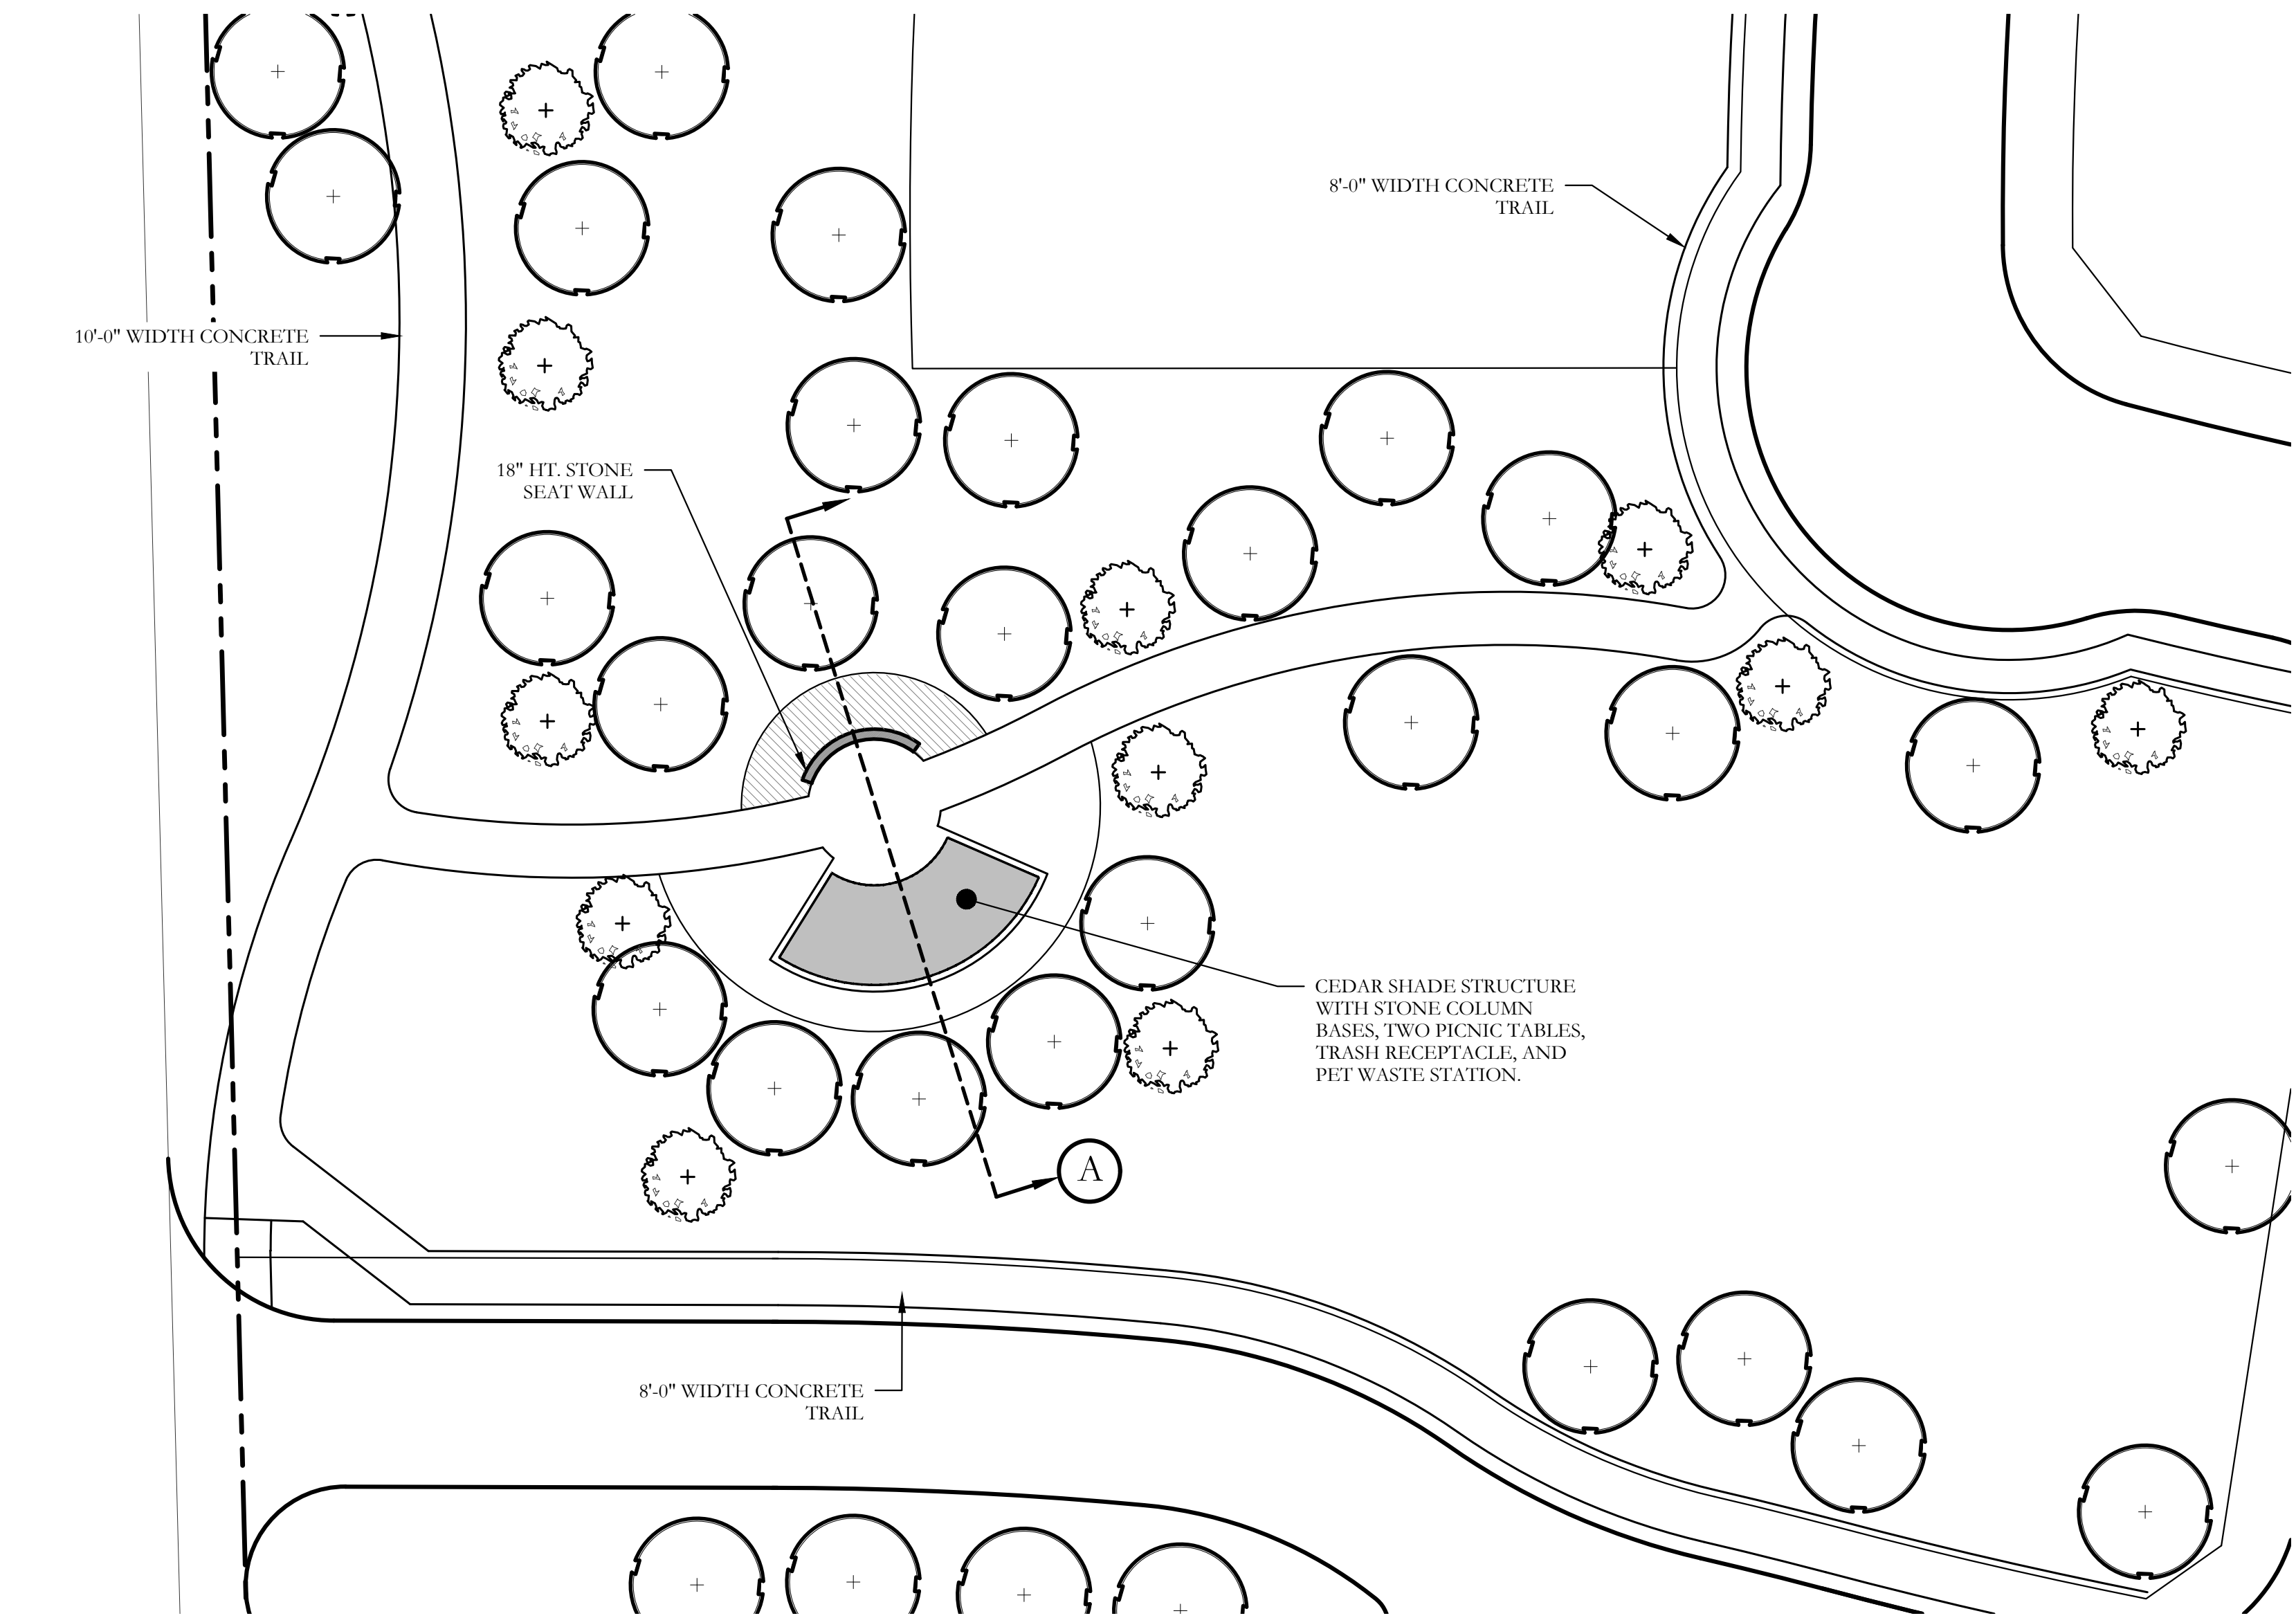 8'-0" WIDTH CONCRETE
TRAIL
10'-0" WIDTH CONCRETE
TRAIL
18" HT. STONE
SEAT WALL
CEDAR SHADE STRUCTURE
WITH STONE COLUMN
BASES, TWO PICNIC TABLES,
TRASH RECEPTACLE, AND
PET WASTE STATION.
A
8'-0" WIDTH CONCRETE
TRAIL